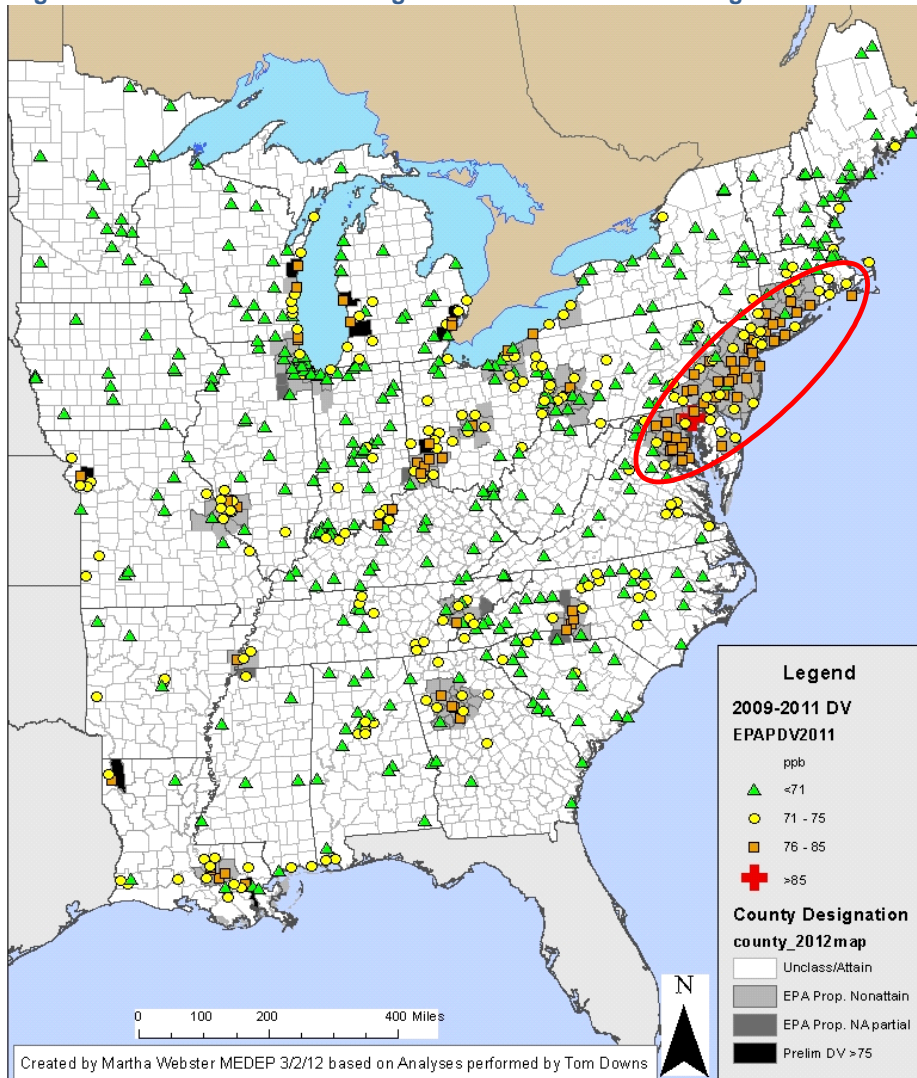 Legend
2009-2011 DV
EPAPDV2011
ppb
<71
71 - 75
76 - 85
>85
County Designation
county_2012map
Unclass/Attain
EPA Prop. Nonattain
EPA Prop. NA partial
Prelim DV >75
N
0 100 200 400 Miles
Created by Martha Webster MEDEP 3/2/12 based on Analyses performed by Tom Downs